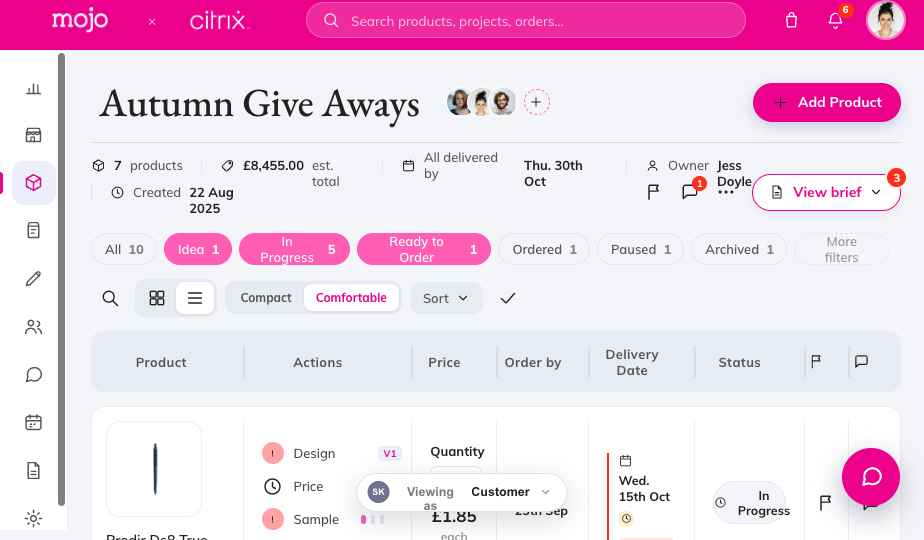 mojo × citrix
Search products, projects, orders...
6
Autumn Give Aways
+ Add Product
7 products
£8,455.00 est. total
All delivered by Thu. 30th Oct
Owner Jess Doyle
Created 22 Aug 2025
1
View brief
3
All 10
Idea 1
In Progress 5
Ready to Order 1
Ordered 1
Paused 1
Archived 1
More filters
Compact
Comfortable
Sort
Product
Actions
Price
Order by
Delivery Date
Status
Design V1
Price
Sample
Quantity
£1.85
each
Wed. 15th Oct
In Progress
SK Viewing as Customer